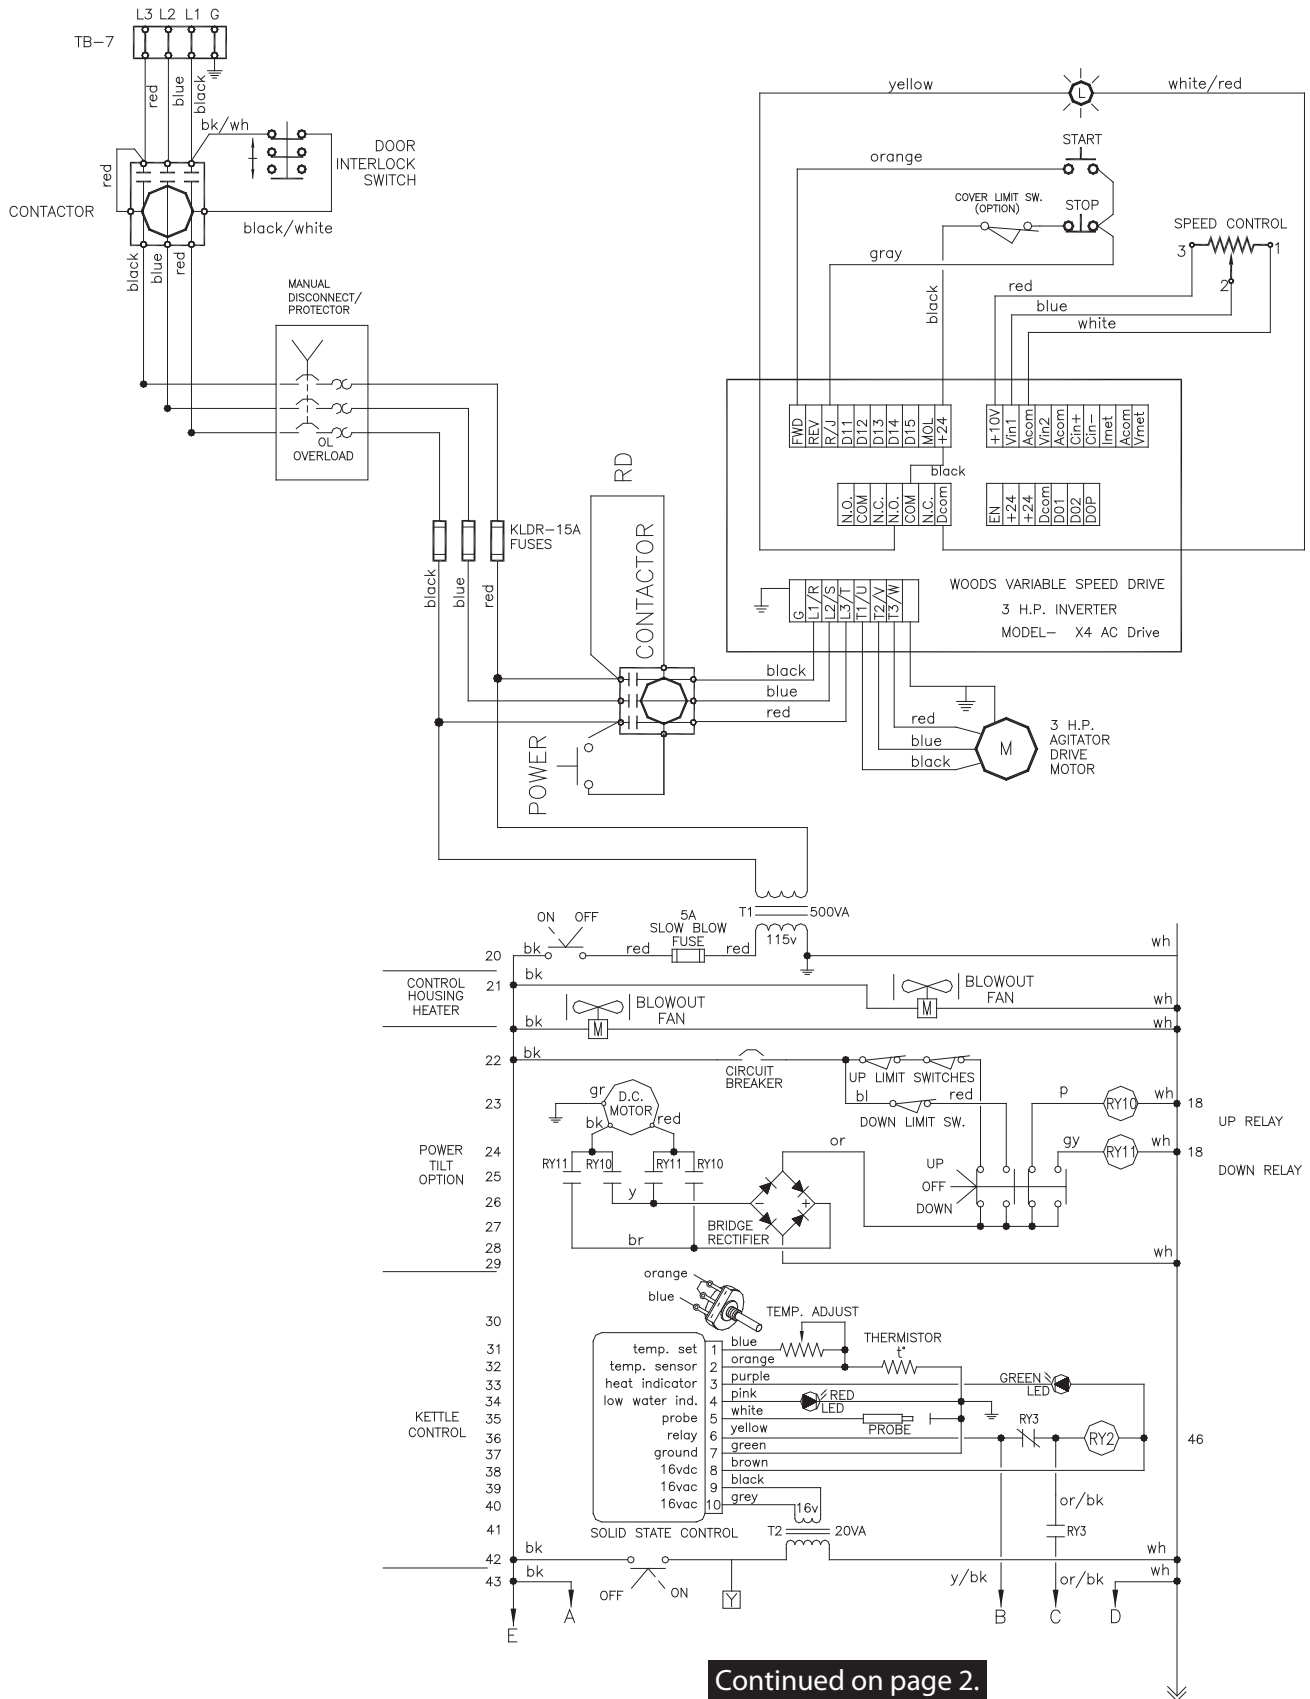 L3 L2 L1 G
TB-7
red
blue
black
bk/wh
DOOR
INTERLOCK
SWITCH
red
CONTACTOR
black/white
black
blue
red
MANUAL
DISCONNECT/
PROTECTOR
OL
OVERLOAD
KLDR-15A
FUSES
black
blue
red
yellow
L
white/red
START
orange
COVER LIMIT SW.
(OPTION)
STOP
gray
black
SPEED CONTROL
3
1
2
red
blue
white
FWD
REV
R/J
D11
D12
D13
D14
D15
MOL
+24
+10V
Vin1
Acom
Vin2
Acom
Cin+
Cin-
Imet
Acom
Vmet
black
N.O.
COM
N.C.
N.O.
COM
N.C.
Dcom
EN
+24
+24
Dcom
D01
D02
DOP
G
L1/R
L2/S
L3/T
T1/U
T2/V
T3/W
WOODS VARIABLE SPEED DRIVE
3 H.P. INVERTER
MODEL- X4 AC Drive
RD
CONTACTOR
POWER
black
blue
red
red
blue
black
M
3 H.P.
AGITATOR
DRIVE
MOTOR
T1
500VA
115v
ON OFF
5A
SLOW BLOW
FUSE
20
bk
red
red
wh
CONTROL
HOUSING
HEATER
21
bk
BLOWOUT
FAN
M
wh
BLOWOUT
FAN
M
bk
wh
22
bk
CIRCUIT
BREAKER
UP LIMIT SWITCHES
bl
red
DOWN LIMIT SW.
23
gr
D.C.
MOTOR
bk
red
p
RY10
wh
18
UP RELAY
POWER
TILT
OPTION
24
25
26
27
28
29
RY11
RY10
RY11
RY10
or
gy
RY11
wh
18
DOWN RELAY
UP
OFF
DOWN
y
-
+
BRIDGE
RECTIFIER
br
wh
orange
blue
TEMP. ADJUST
THERMISTOR
t°
30
31
32
33
34
35
36
37
38
39
40
41
42
43
KETTLE
CONTROL
temp. set 1 blue
temp. sensor 2 orange
heat indicator 3 purple
low water ind. 4 pink
probe 5 white
relay 6 yellow
ground 7 green
16vdc 8 brown
16vac 9 black
16vac 10 grey
SOLID STATE CONTROL
GREEN
LED
RED
LED
PROBE
RY3
RY2
46
or/bk
RY3
16v
T2
20VA
bk
wh
bk
wh
OFF
ON
Y
y/bk
or/bk
A
B
C
D
E
Continued on page 2.